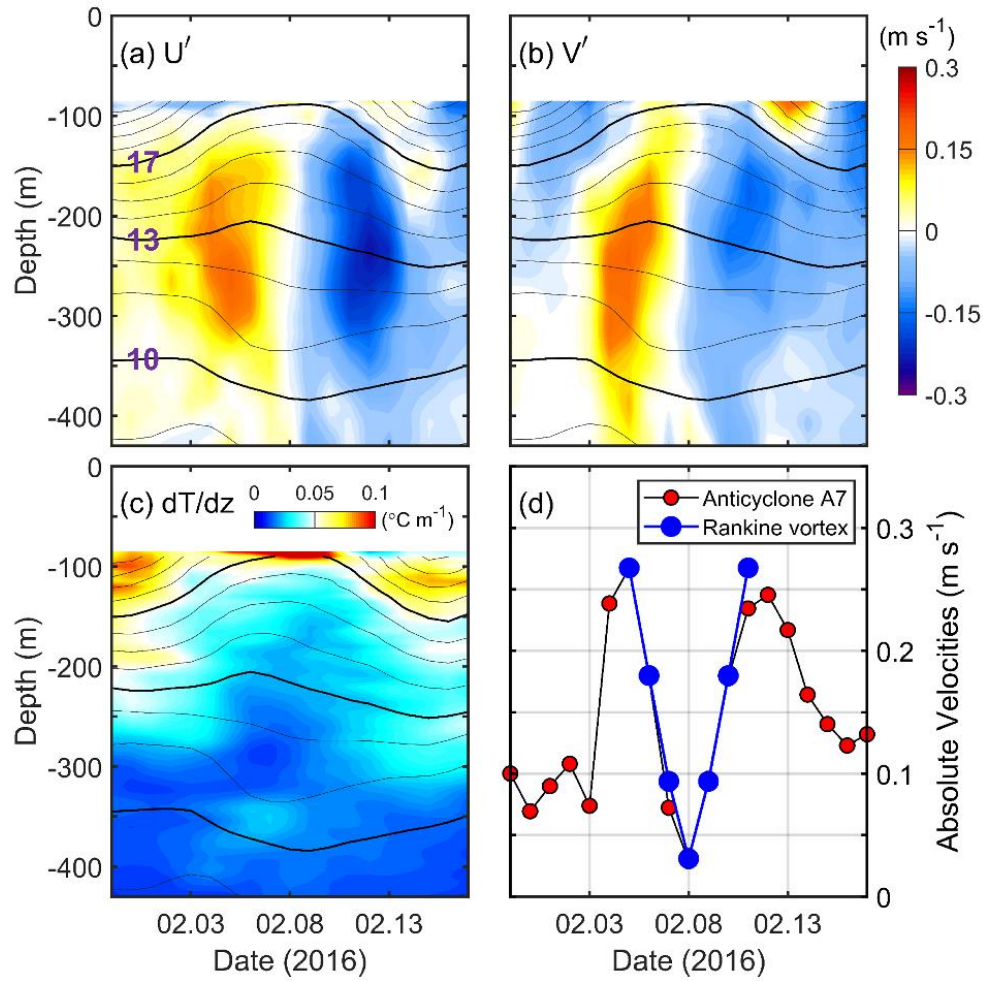 (a) U′
(b) V′
(m s⁻¹)
0
-100
-200
-300
-400
Depth (m)
17
13
10
0.3
0.15
0
-0.15
-0.3
(c) dT/dz
0 0.05 0.1
(°C m⁻¹)
0
-100
-200
-300
-400
Depth (m)
02.03 02.08 02.13
Date (2016)
(d)
Anticyclone A7
Rankine vortex
0.3
0.2
0.1
0
Absolute Velocities (m s⁻¹)
02.03 02.08 02.13
Date (2016)